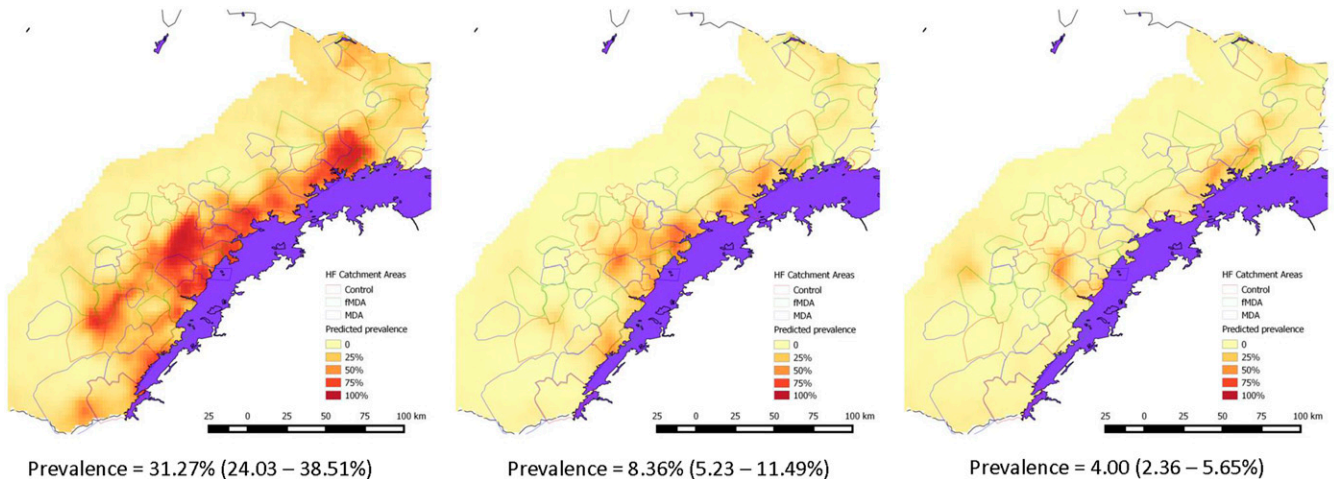 HF Catchment Areas
Control
fMDA
MDA
Predicted prevalence
0
25%
50%
75%
100%
25 0 25 50 75 100 km
Prevalence = 31.27% (24.03 – 38.51%)
HF Catchment Areas
Control
fMDA
MDA
Predicted prevalence
0
25%
50%
75%
100%
25 0 25 50 75 100 km
Prevalence = 8.36% (5.23 – 11.49%)
HF Catchment Areas
Control
fMDA
MDA
Predicted prevalence
0
25%
50%
75%
100%
25 0 25 50 75 100 km
Prevalence = 4.00 (2.36 – 5.65%)